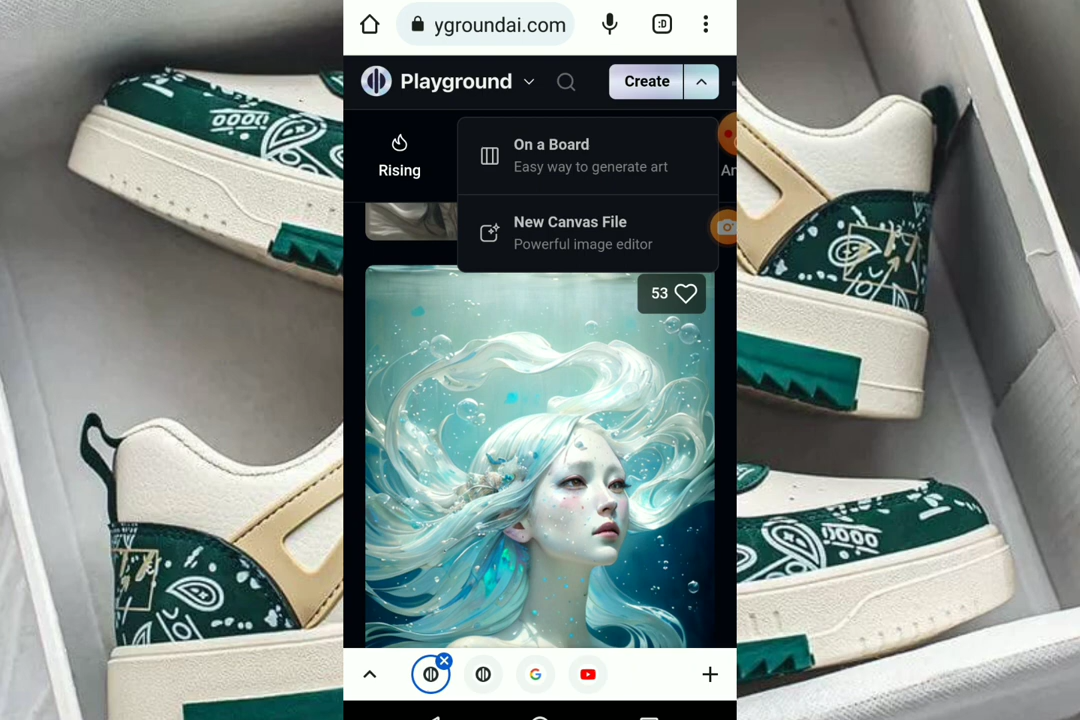 ygroundai.com
:D
Playground
Create
Rising
On a Board
Easy way to generate art
Ar
New Canvas File
Powerful image editor
53